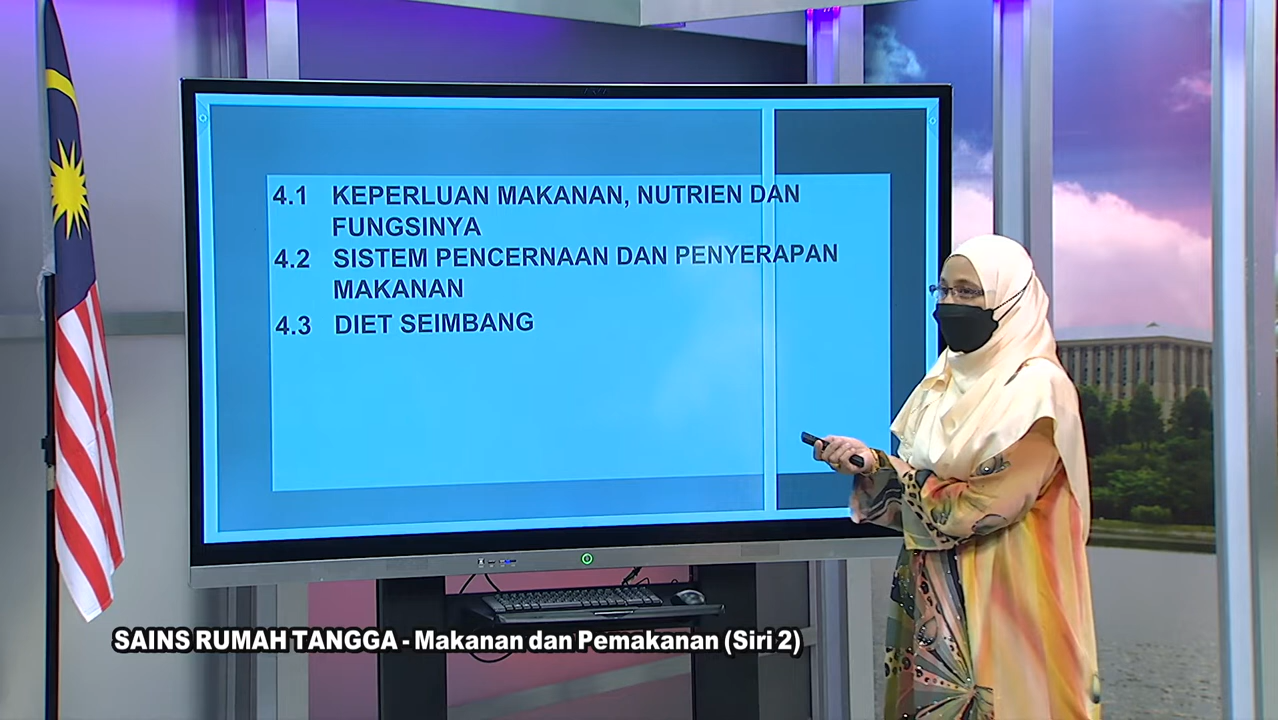 4.1 KEPERLUAN MAKANAN, NUTRIEN DAN
FUNGSINYA
4.2 SISTEM PENCERNAAN DAN PENYERAPAN
MAKANAN
4.3 DIET SEIMBANG
SAINS RUMAH TANGGA - Makanan dan Pemakanan (Siri 2)